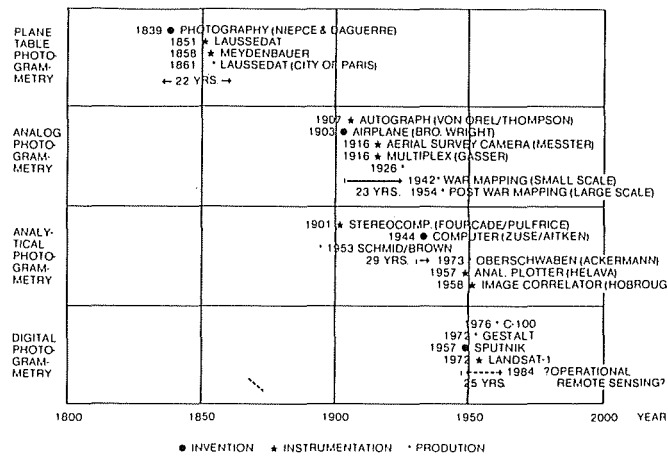 PLANE
TABLE
PHOTO-
GRAM-
METRY
1839 ● PHOTOGRAPHY (NIEPCE & DAGUERRE)
1851 ★ LAUSSEDAT
1858 ★ MEYDENBAUER
1861 * LAUSSEDAT (CITY OF PARIS)
← 22 YRS. →
ANALOG
PHOTO-
GRAM-
METRY
1907 ★ AUTOGRAPH (VON OREL/THOMPSON)
1903 ● AIRPLANE (BRO. WRIGHT)
1916 ★ AERIAL SURVEY CAMERA (MESSTER)
1916 ★ MULTIPLEX (GASSER)
1926 *
1942 * WAR MAPPING (SMALL SCALE)
23 YRS. 1954 * POST WAR MAPPING (LARGE SCALE)
ANALY-
TICAL
PHOTO-
GRAM-
METRY
1901 ★ STEREOCOMP. (FOURCADE/PULFRICE)
1944 ● COMPUTER (ZUSE/AITKEN)
* 1953 SCHMID/BROWN
29 YRS. → 1973 * OBERSCHWABEN (ACKERMANN)
1957 ★ ANAL. PLOTTER (HELAVA)
1958 ★ IMAGE CORRELATOR (HOBROUG
DIGITAL
PHOTO-
GRAM-
METRY
1976 * C-100
1972 * GESTALT
1957 ● SPUTNIK
1972 ★ LANDSAT-1
1984 ?OPERATIONAL
25 YRS. REMOTE SENSING?
1800 1850 1900 1950 2000 YEAR
● INVENTION ★ INSTRUMENTATION * PRODUTION